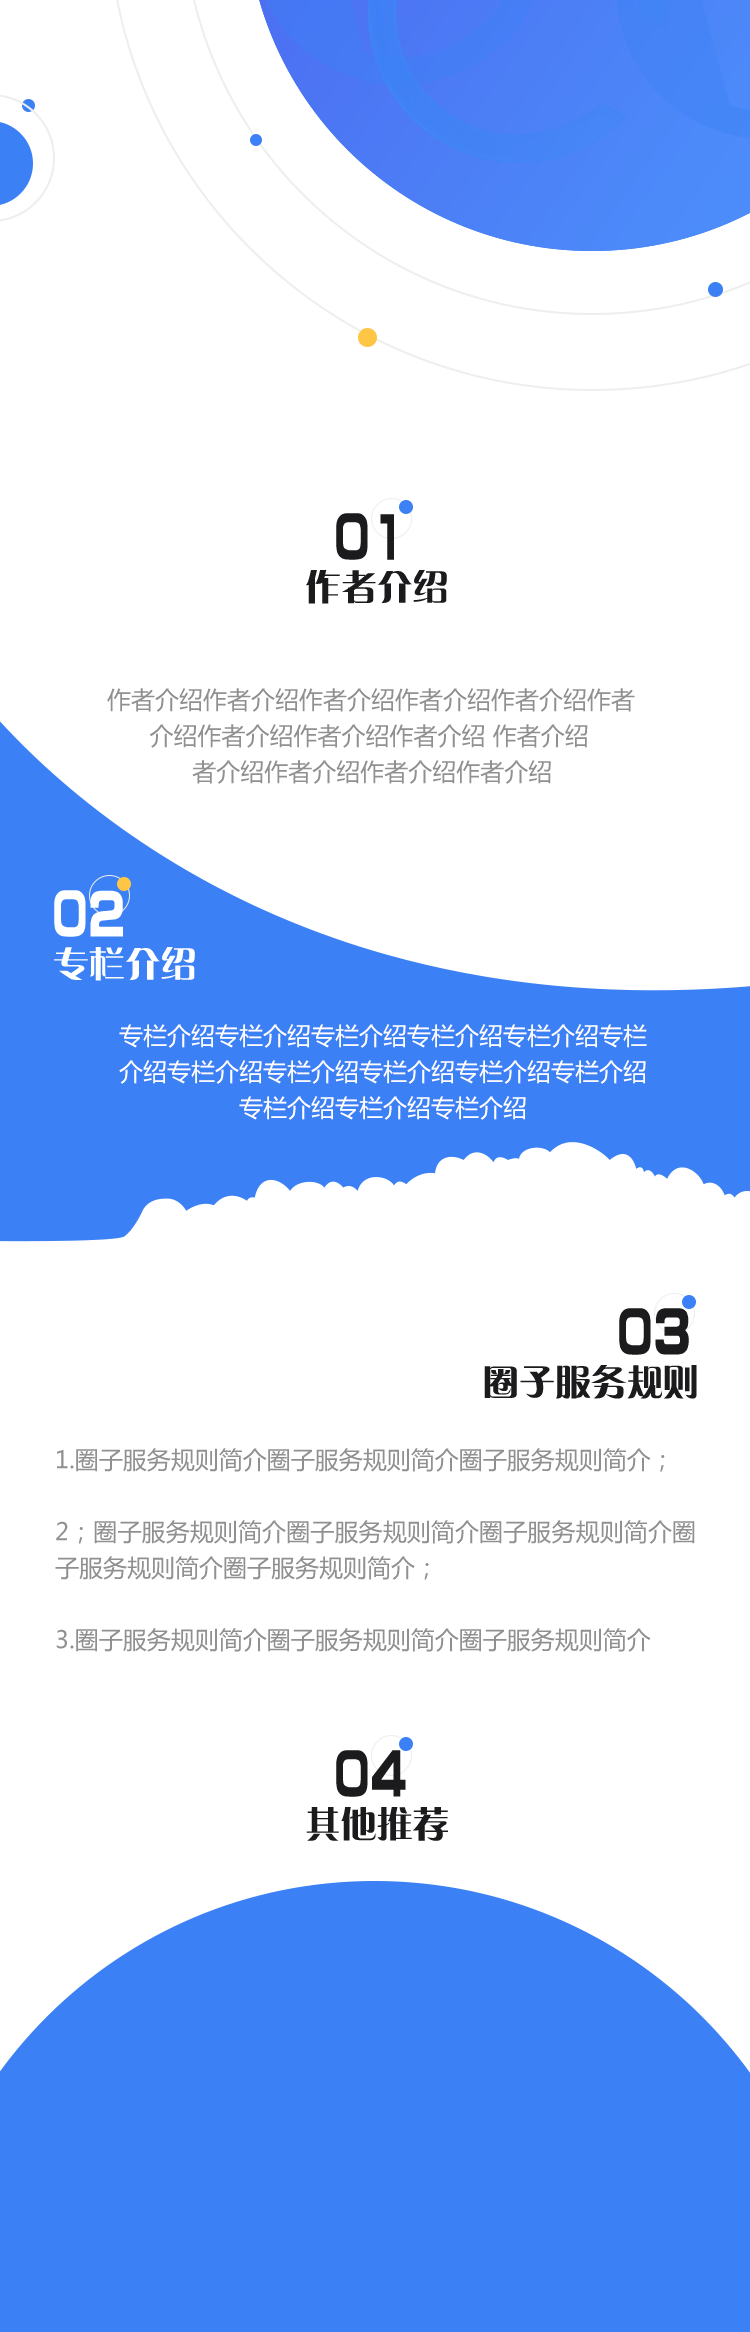 01
作者介绍
作者介绍作者介绍作者介绍作者介绍作者介绍作者
介绍作者介绍作者介绍作者介绍 作者介绍
者介绍作者介绍作者介绍作者介绍
02
专栏介绍
专栏介绍专栏介绍专栏介绍专栏介绍专栏介绍专栏
介绍专栏介绍专栏介绍专栏介绍专栏介绍专栏介绍
专栏介绍专栏介绍专栏介绍
03
圈子服务规则
1.圈子服务规则简介圈子服务规则简介圈子服务规则简介；
2；圈子服务规则简介圈子服务规则简介圈子服务规则简介圈
子服务规则简介圈子服务规则简介；
3.圈子服务规则简介圈子服务规则简介圈子服务规则简介
04
其他推荐